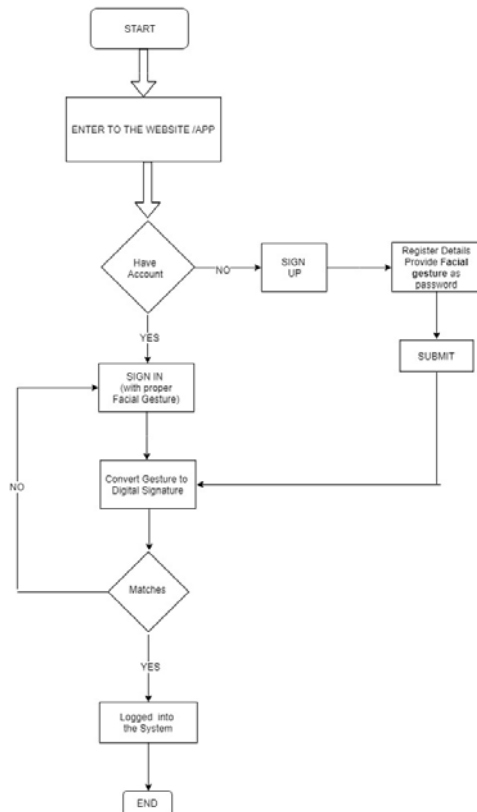 START
ENTER TO THE WEBSITE /APP
Have
Account
NO
SIGN
UP
Register Details
Provide Facial
gesture as
password
YES
SUBMIT
SIGN IN
(with proper
Facial Gesture)
NO
Convert Gesture to
Digital Signature
Matches
YES
Logged into
the System
END